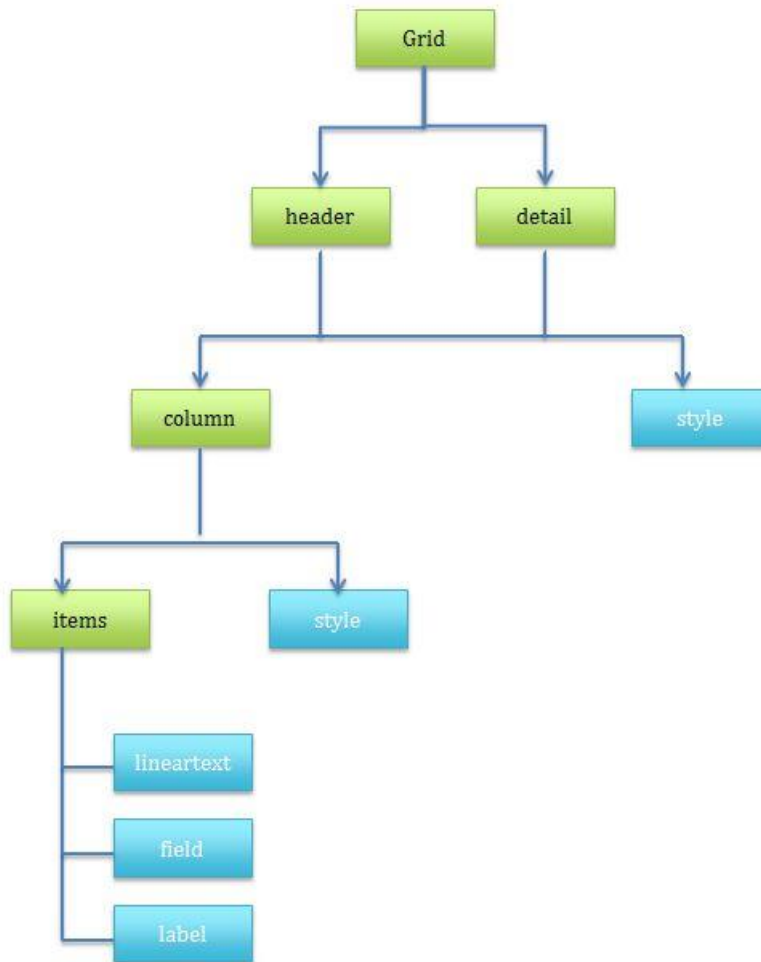 Grid
header
detail
column
style
items
style
lineartext
field
label